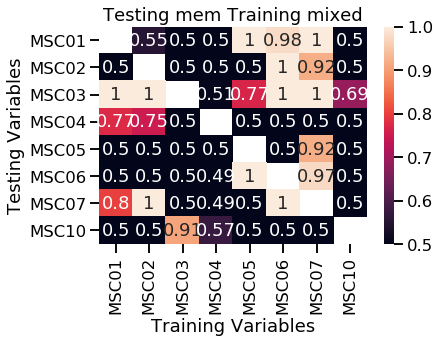 Testing mem Training mixed
MSC01 0.55 0.5 0.5 1 0.98 1 0.5
MSC02 0.5 0.5 0.5 0.5 1 0.92 0.5
MSC03 1 1 0.51 0.77 1 1 0.69
MSC04 0.77 0.75 0.5 0.5 0.5 0.5 0.5
MSC05 0.5 0.5 0.5 0.5 0.5 0.92 0.5
MSC06 0.5 0.5 0.5 0.49 1 0.97 0.5
MSC07 0.8 1 0.5 0.49 0.5 1 0.5
MSC10 0.5 0.5 0.91 0.57 0.5 0.5 0.5
MSC01 MSC02 MSC03 MSC04 MSC05 MSC06 MSC07 MSC10
Training Variables
Testing Variables
1.0
0.9
0.8
0.7
0.6
0.5